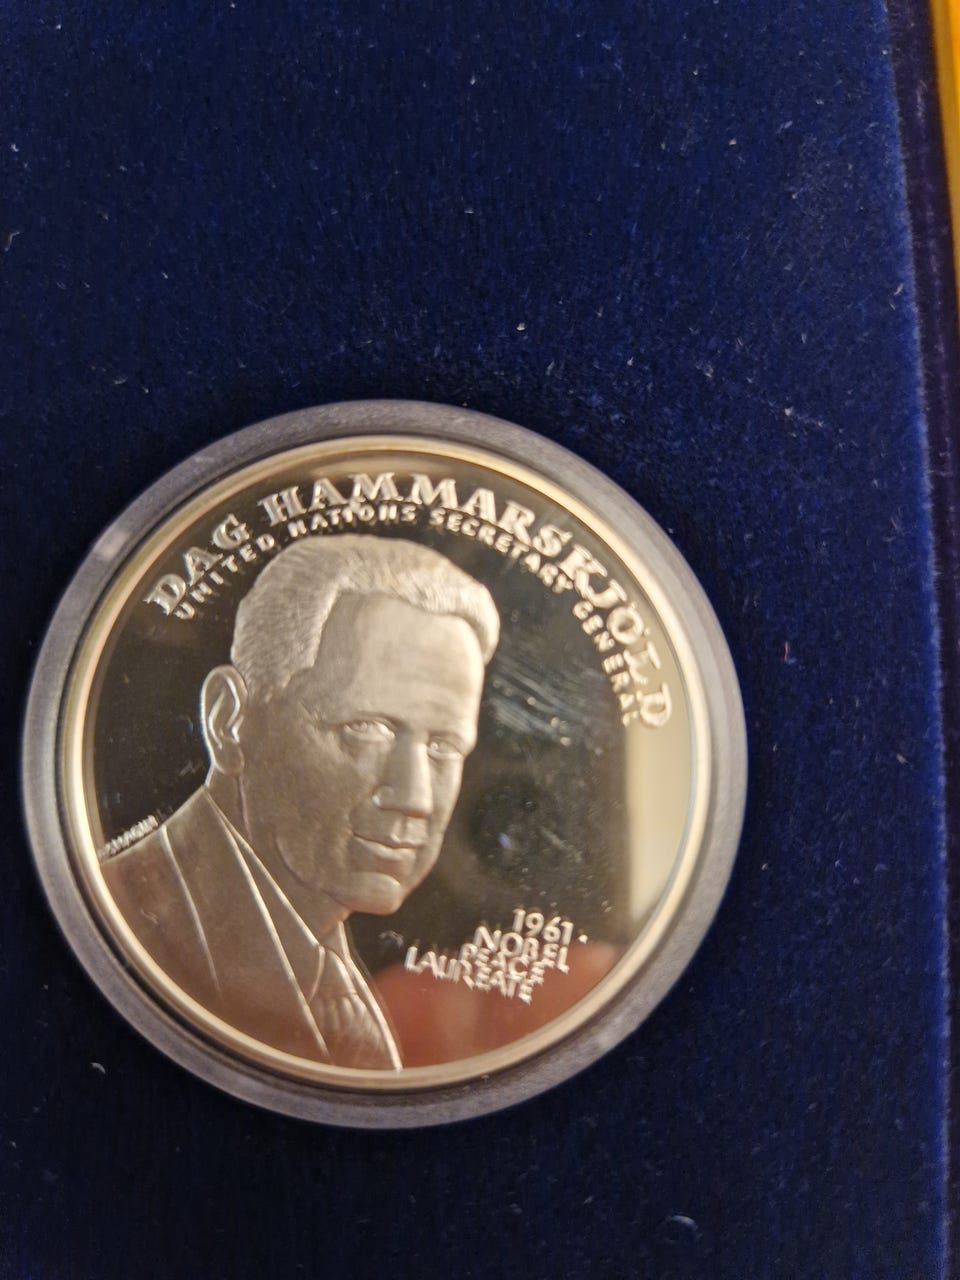 DAG HAMMARSKJOLD
UNITED NATIONS SECRETARY GENERAL
1961
NOBEL
PEACE
LAUREATE